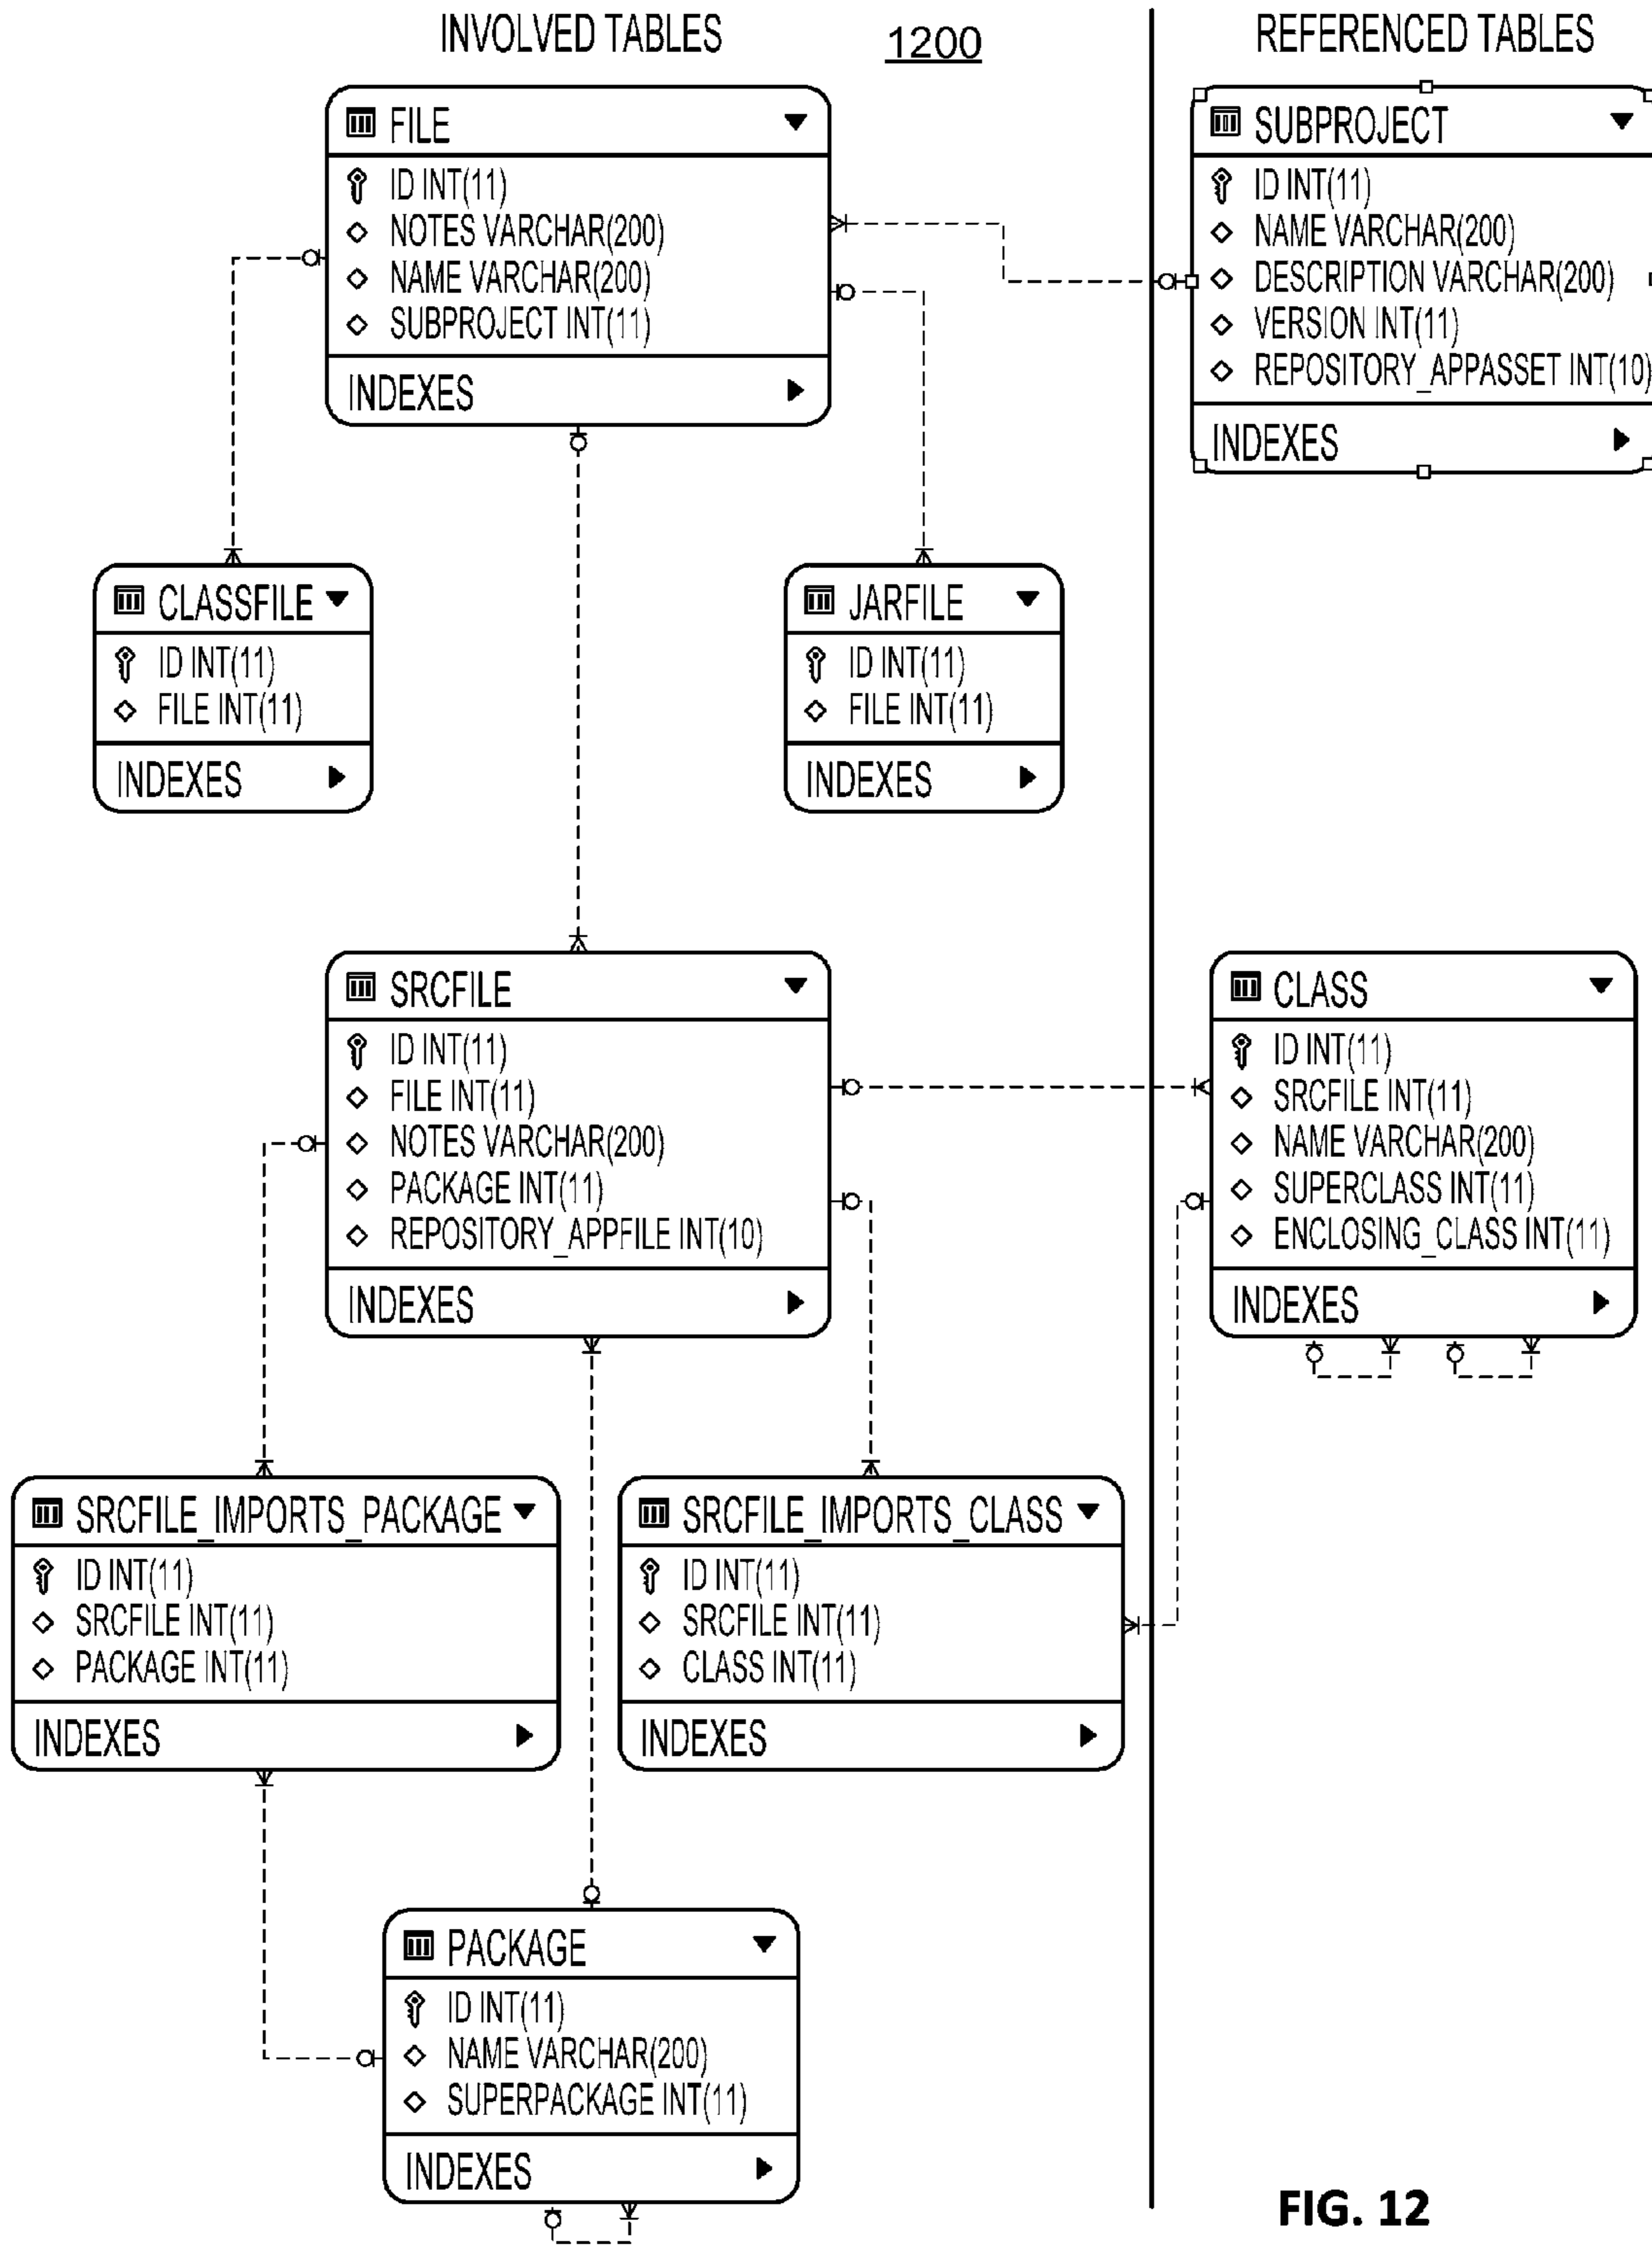 INVOLVED TABLES
1200
REFERENCED TABLES
FILE
ID INT(11)
NOTES VARCHAR(200)
NAME VARCHAR(200)
SUBPROJECT INT(11)
INDEXES
SUBPROJECT
ID INT(11)
NAME VARCHAR(200)
DESCRIPTION VARCHAR(200)
VERSION INT(11)
REPOSITORY_APPASSET INT(10)
INDEXES
CLASSFILE
ID INT(11)
FILE INT(11)
INDEXES
JARFILE
ID INT(11)
FILE INT(11)
INDEXES
SRCFILE
ID INT(11)
FILE INT(11)
NOTES VARCHAR(200)
PACKAGE INT(11)
REPOSITORY_APPFILE INT(10)
INDEXES
CLASS
ID INT(11)
SRCFILE INT(11)
NAME VARCHAR(200)
SUPERCLASS INT(11)
ENCLOSING_CLASS INT(11)
INDEXES
SRCFILE_IMPORTS_PACKAGE
ID INT(11)
SRCFILE INT(11)
PACKAGE INT(11)
INDEXES
SRCFILE_IMPORTS_CLASS
ID INT(11)
SRCFILE INT(11)
CLASS INT(11)
INDEXES
PACKAGE
ID INT(11)
NAME VARCHAR(200)
SUPERPACKAGE INT(11)
INDEXES
FIG. 12